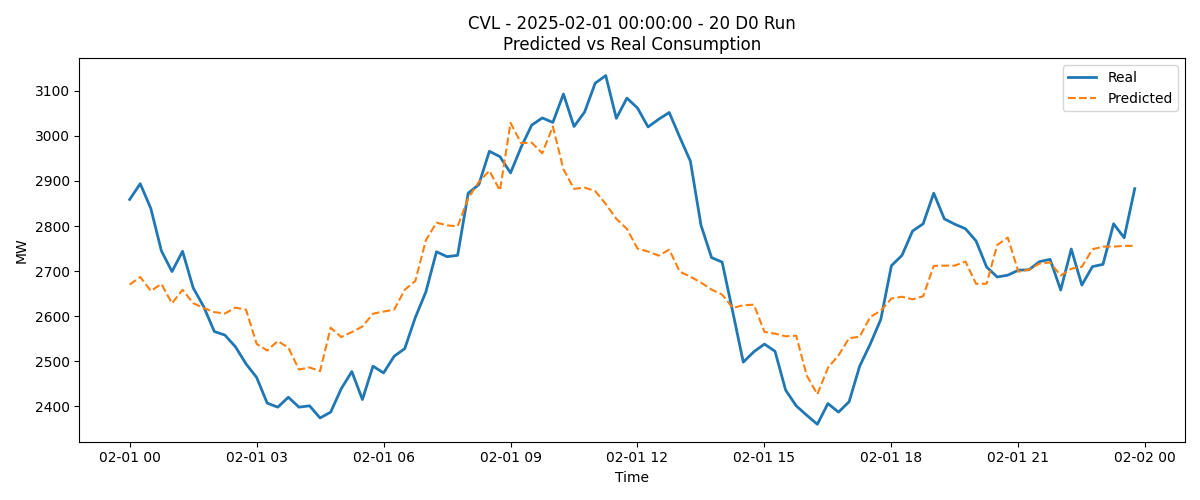 CVL - 2025-02-01 00:00:00 - 20 D0 Run
Predicted vs Real Consumption
Real
Predicted
MW
3100
3000
2900
2800
2700
2600
2500
2400
02-01 00
02-01 03
02-01 06
02-01 09
02-01 12
02-01 15
02-01 18
02-01 21
02-02 00
Time